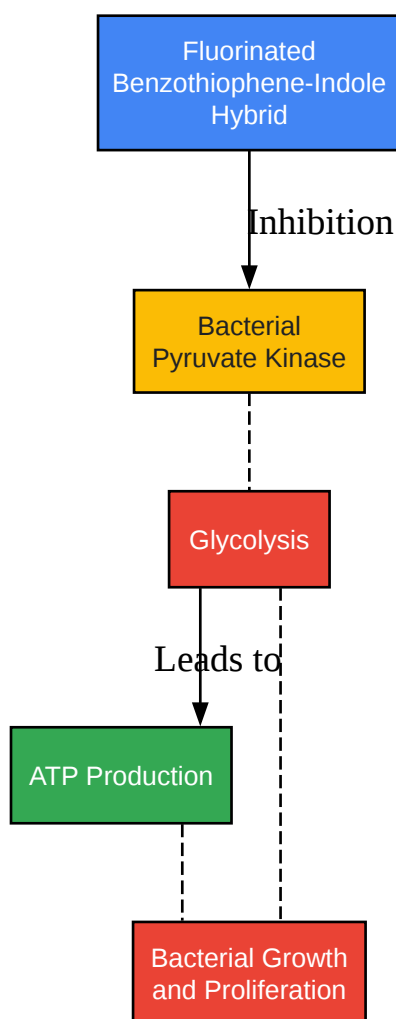 Fluorinated
Benzothiophene-Indole
Hybrid
Inhibition
Bacterial
Pyruvate Kinase
Glycolysis
Leads to
ATP Production
Bacterial Growth
and Proliferation